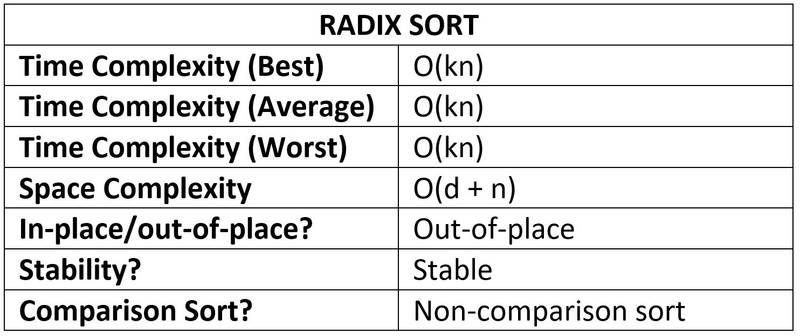 RADIX SORT
Time Complexity (Best) O(kn)
Time Complexity (Average) O(kn)
Time Complexity (Worst) O(kn)
Space Complexity O(d + n)
In-place/out-of-place? Out-of-place
Stability? Stable
Comparison Sort? Non-comparison sort